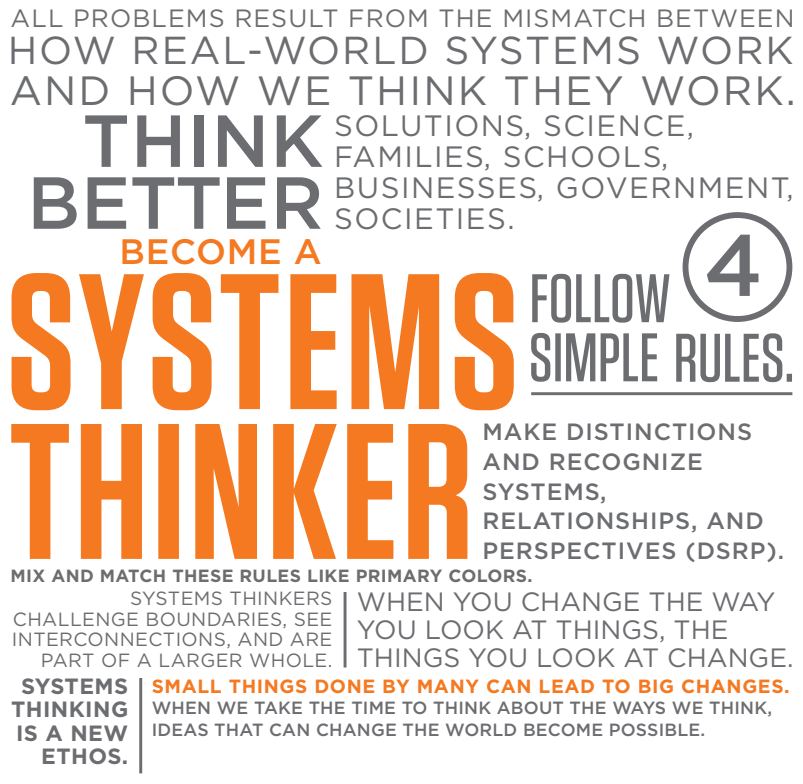 ALL PROBLEMS RESULT FROM THE MISMATCH BETWEEN
HOW REAL-WORLD SYSTEMS WORK
AND HOW WE THINK THEY WORK.
THINK
BETTER
SOLUTIONS, SCIENCE,
FAMILIES, SCHOOLS,
BUSINESSES, GOVERNMENT,
SOCIETIES.
BECOME A
SYSTEMS
THINKER
FOLLOW 4
SIMPLE RULES.
MAKE DISTINCTIONS
AND RECOGNIZE
SYSTEMS,
RELATIONSHIPS, AND
PERSPECTIVES (DSRP).
MIX AND MATCH THESE RULES LIKE PRIMARY COLORS.
SYSTEMS THINKERS
CHALLENGE BOUNDARIES, SEE
INTERCONNECTIONS, AND ARE
PART OF A LARGER WHOLE.
WHEN YOU CHANGE THE WAY
YOU LOOK AT THINGS, THE
THINGS YOU LOOK AT CHANGE.
SYSTEMS
THINKING
IS A NEW
ETHOS.
SMALL THINGS DONE BY MANY CAN LEAD TO BIG CHANGES.
WHEN WE TAKE THE TIME TO THINK ABOUT THE WAYS WE THINK,
IDEAS THAT CAN CHANGE THE WORLD BECOME POSSIBLE.